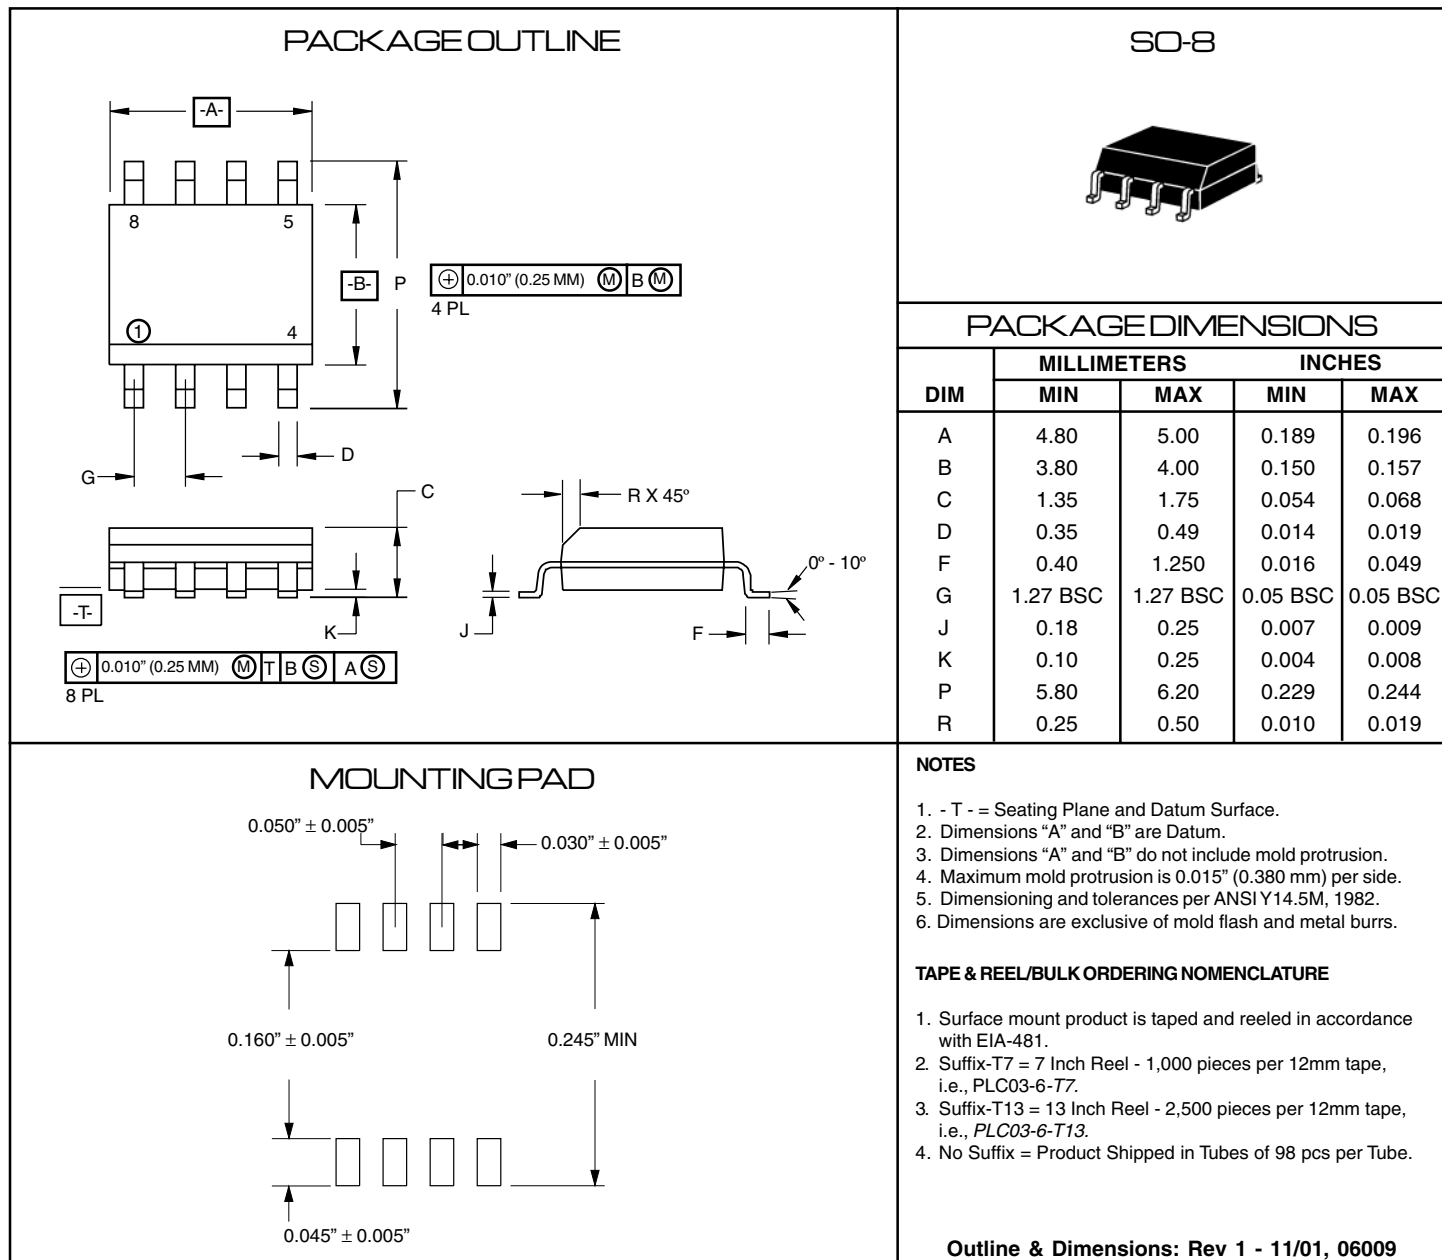 PACKAGE OUTLINE
-A-
8 5
-B- P
0.010” (0.25 MM) M B M
4 PL
1 4
D
G
C
R X 45º
0º - 10º
-T-
K
J
F
0.010” (0.25 MM) M T B S A S
8 PL
SO-8
PACKAGE DIMENSIONS
MILLIMETERS INCHES
DIM MIN MAX MIN MAX
A 4.80 5.00 0.189 0.196
B 3.80 4.00 0.150 0.157
C 1.35 1.75 0.054 0.068
D 0.35 0.49 0.014 0.019
F 0.40 1.250 0.016 0.049
G 1.27 BSC 1.27 BSC 0.05 BSC 0.05 BSC
J 0.18 0.25 0.007 0.009
K 0.10 0.25 0.004 0.008
P 5.80 6.20 0.229 0.244
R 0.25 0.50 0.010 0.019
MOUNTING PAD
0.050” ± 0.005”
0.030” ± 0.005”
0.160” ± 0.005”
0.245” MIN
0.045” ± 0.005”
NOTES
1. - T - = Seating Plane and Datum Surface.
2. Dimensions “A” and “B” are Datum.
3. Dimensions “A” and “B” do not include mold protrusion.
4. Maximum mold protrusion is 0.015” (0.380 mm) per side.
5. Dimensioning and tolerances per ANSI Y14.5M, 1982.
6. Dimensions are exclusive of mold flash and metal burrs.
TAPE & REEL/BULK ORDERING NOMENCLATURE
1. Surface mount product is taped and reeled in accordance
with EIA-481.
2. Suffix-T7 = 7 Inch Reel - 1,000 pieces per 12mm tape,
i.e., PLC03-6-T7.
3. Suffix-T13 = 13 Inch Reel - 2,500 pieces per 12mm tape,
i.e., PLC03-6-T13.
4. No Suffix = Product Shipped in Tubes of 98 pcs per Tube.
Outline & Dimensions: Rev 1 - 11/01, 06009